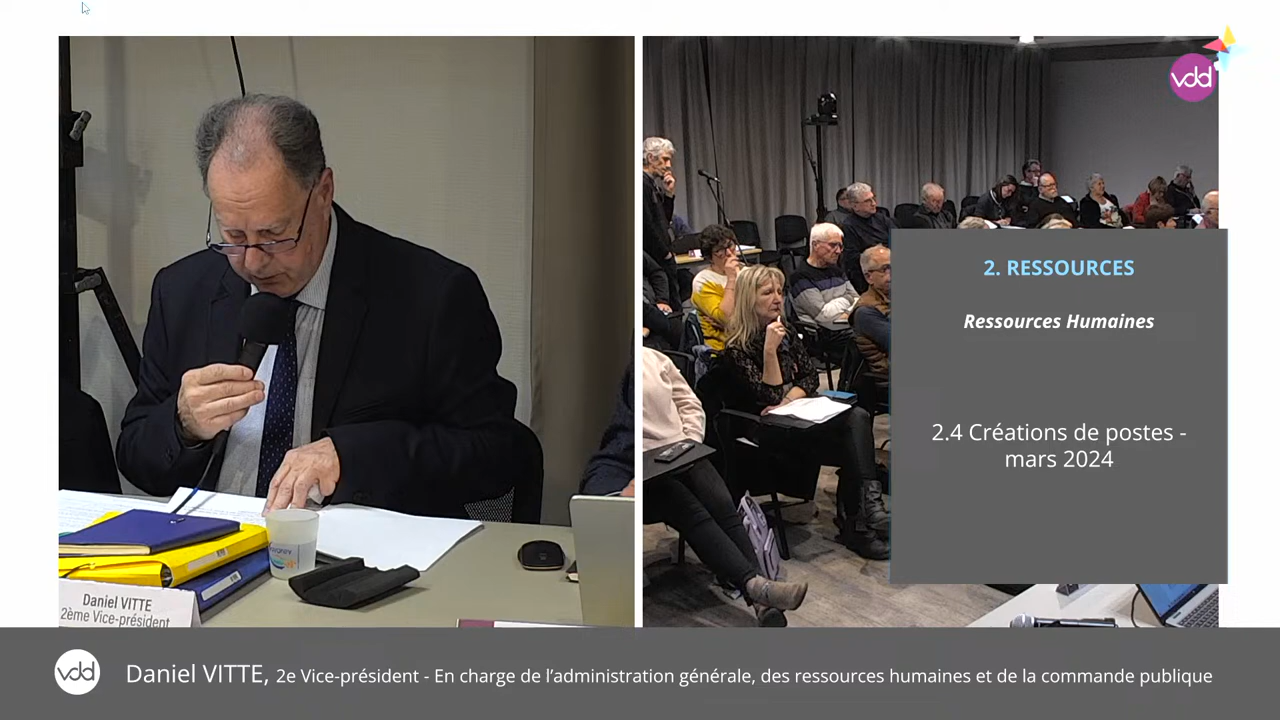 vdd
2. RESSOURCES
Ressources Humaines
2.4 Créations de postes -
mars 2024
Daniel VITTE
2ème Vice-président
vdd
Daniel VITTE, 2e Vice-président - En charge de l'administration générale, des ressources humaines et de la commande publique